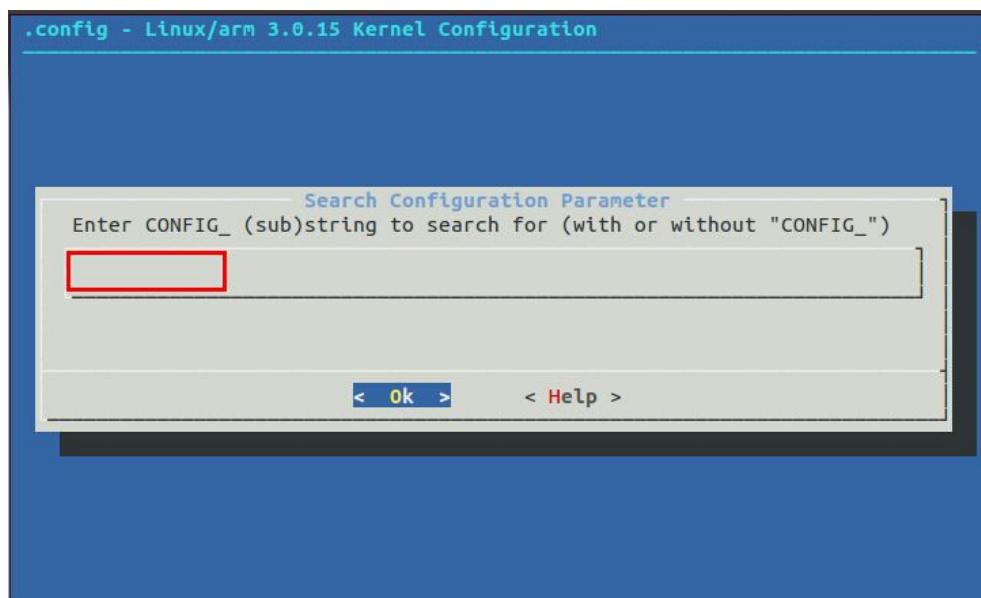 .config - Linux/arm 3.0.15 Kernel Configuration
Search Configuration Parameter
Enter CONFIG_ (sub)string to search for (with or without "CONFIG_")
< Ok > < Help >